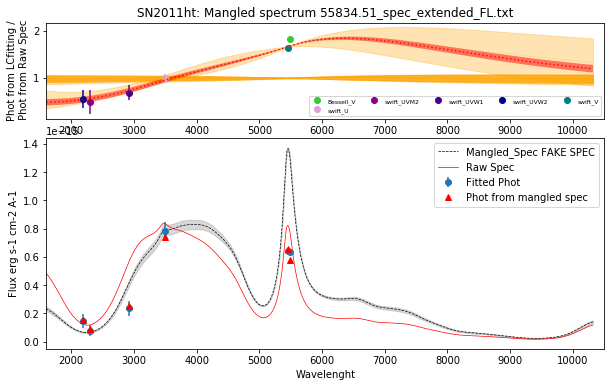 SN2011ht: Mangled spectrum 55834.51_spec_extended_FL.txt
Phot from LCfitting /
Phot from Raw Spec
2
1
Bessell_V
swift_UVM2
swift_UVW1
swift_UVW2
swift_V
swift_U
2000 3000 4000 5000 6000 7000 8000 9000 10000
1e−15
Flux erg s-1 cm-2 A-1
1.4
1.2
1.0
0.8
0.6
0.4
0.2
0.0
Mangled_Spec FAKE SPEC
Raw Spec
Fitted Phot
Phot from mangled spec
2000 3000 4000 5000 6000 7000 8000 9000 10000
Wavelenght